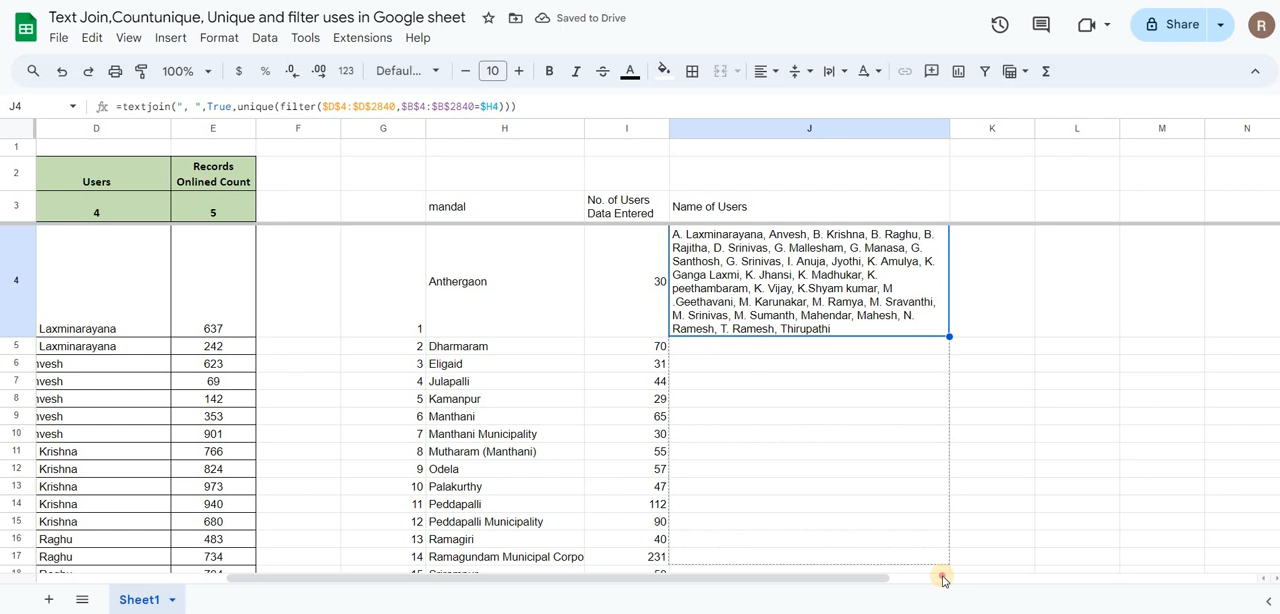 Text Join,Countunique, Unique and filter uses in Google sheet
Saved to Drive
File Edit View Insert Format Data Tools Extensions Help
Share
R
100% $ % .0 .00 123 Defaul... 10 B I A
J4 fx =textjoin(", ",True,unique(filter($D$4:$D$2840,$B$4:$B$2840=$H4)))
D E F G H I J K L M N
1
2 Users Records Onlined Count
3 4 5 mandal No. of Users Data Entered Name of Users
A. Laxminarayana, Anvesh, B. Krishna, B. Raghu, B.
Rajitha, D. Srinivas, G. Mallesham, G. Manasa, G.
Santhosh, G. Srinivas, I. Anuja, Jyothi, K. Amulya, K.
4 Anthergaon 30 Ganga Laxmi, K. Jhansi, K. Madhukar, K.
peethambaram, K. Vijay, K.Shyam kumar, M
.Geethavani, M. Karunakar, M. Ramya, M. Sravanthi,
M. Srinivas, M. Sumanth, Mahendar, Mahesh, N.
Laxminarayana 637 1 Ramesh, T. Ramesh, Thirupathi
5 Laxminarayana 242 2 Dharmaram 70
6 nvesh 623 3 Eligaid 31
7 nvesh 69 4 Julapalli 44
8 nvesh 142 5 Kamanpur 29
9 nvesh 353 6 Manthani 65
10 nvesh 901 7 Manthani Municipality 30
11 Krishna 766 8 Mutharam (Manthani) 55
12 Krishna 824 9 Odela 57
13 Krishna 973 10 Palakurthy 47
14 Krishna 940 11 Peddapalli 112
15 Krishna 680 12 Peddapalli Municipality 90
16 Raghu 483 13 Ramagiri 40
17 Raghu 734 14 Ramagundam Municipal Corpo 231
Sheet1